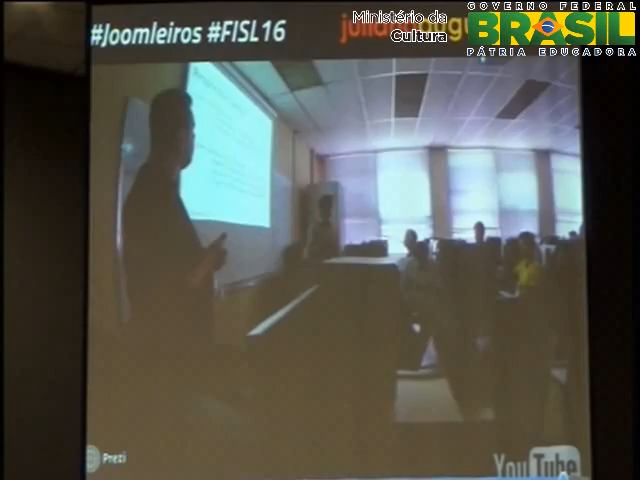 #Joomleiros #FISL16
Ministério da
Cultura
GOVERNO FEDERAL
BRASIL
PÁTRIA EDUCADORA
Prezi
YouTube